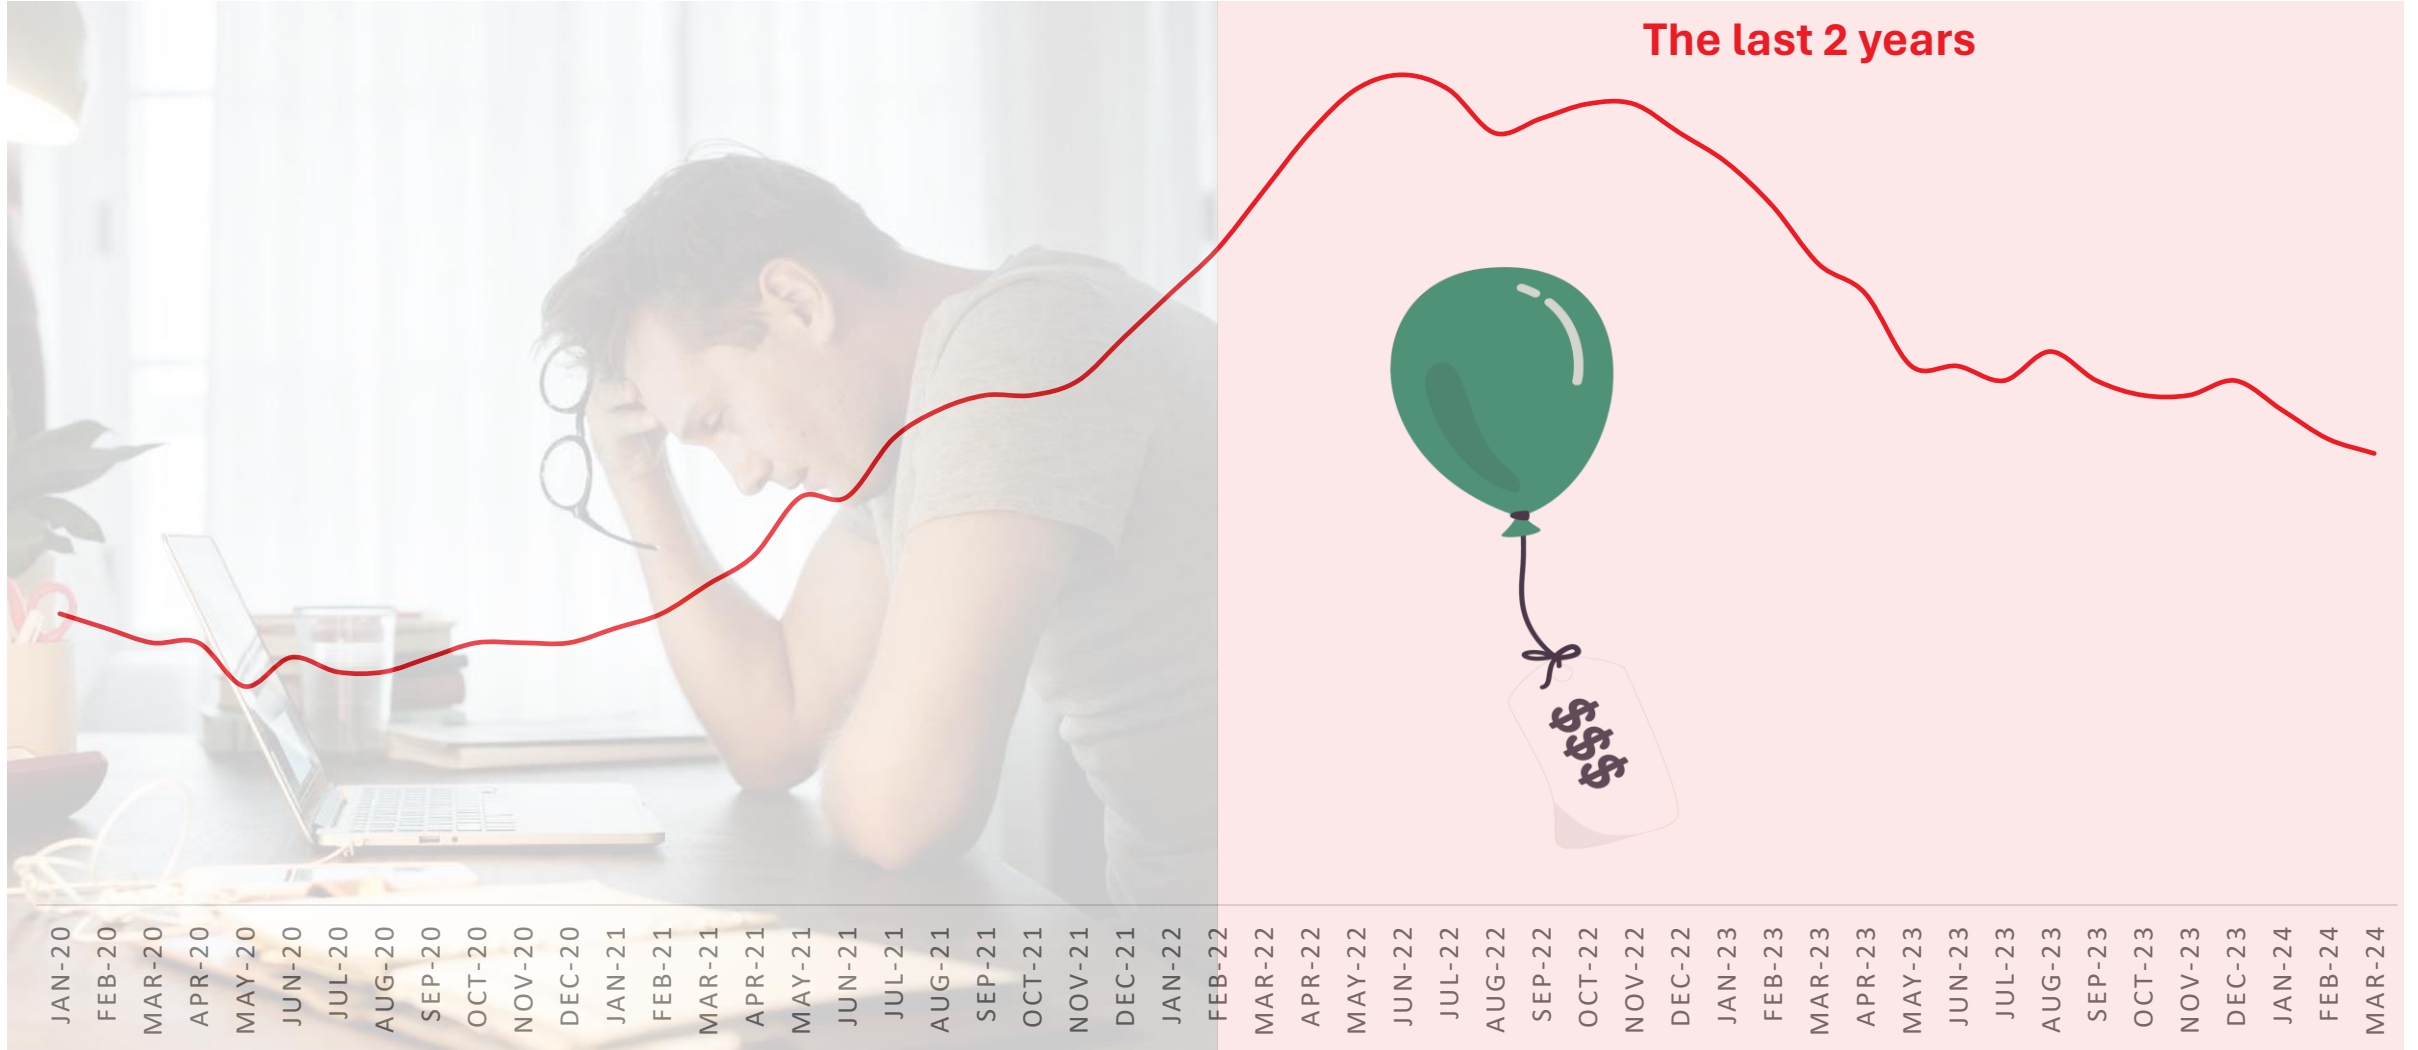 The last 2 years
$$$
JAN-20
FEB-20
MAR-20
APR-20
MAY-20
JUN-20
JUL-20
AUG-20
SEP-20
OCT-20
NOV-20
DEC-20
JAN-21
FEB-21
MAR-21
APR-21
MAY-21
JUN-21
JUL-21
AUG-21
SEP-21
OCT-21
NOV-21
DEC-21
JAN-22
FEB-22
MAR-22
APR-22
MAY-22
JUN-22
JUL-22
AUG-22
SEP-22
OCT-22
NOV-22
DEC-22
JAN-23
FEB-23
MAR-23
APR-23
MAY-23
JUN-23
JUL-23
AUG-23
SEP-23
OCT-23
NOV-23
DEC-23
JAN-24
FEB-24
MAR-24